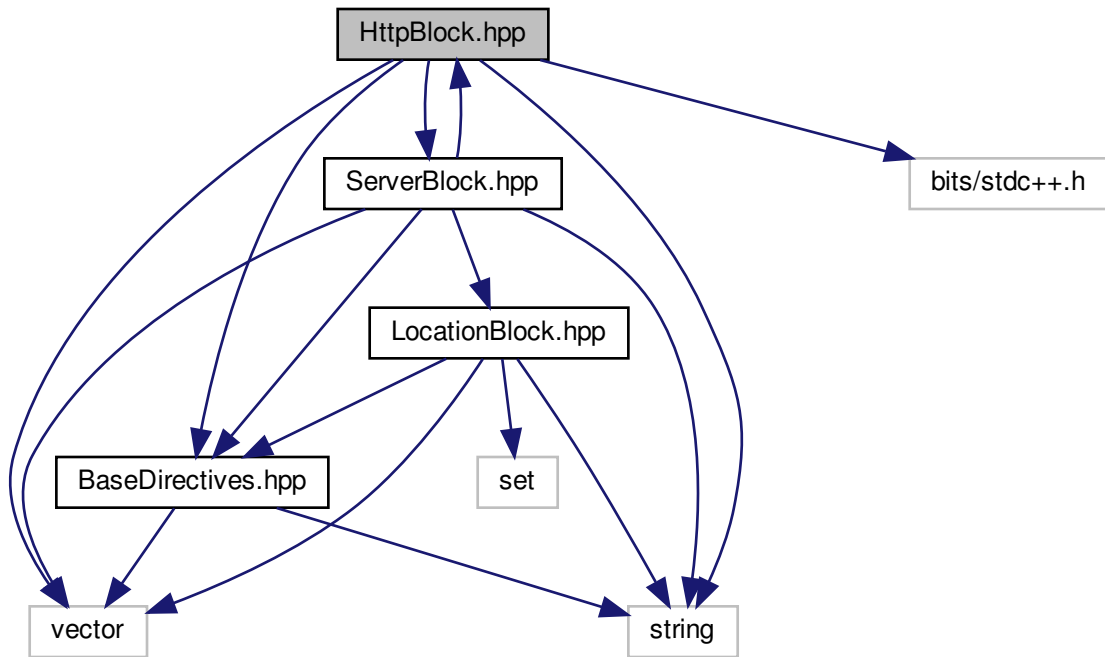 HttpBlock.hpp
ServerBlock.hpp
bits/stdc++.h
LocationBlock.hpp
BaseDirectives.hpp
set
vector
string